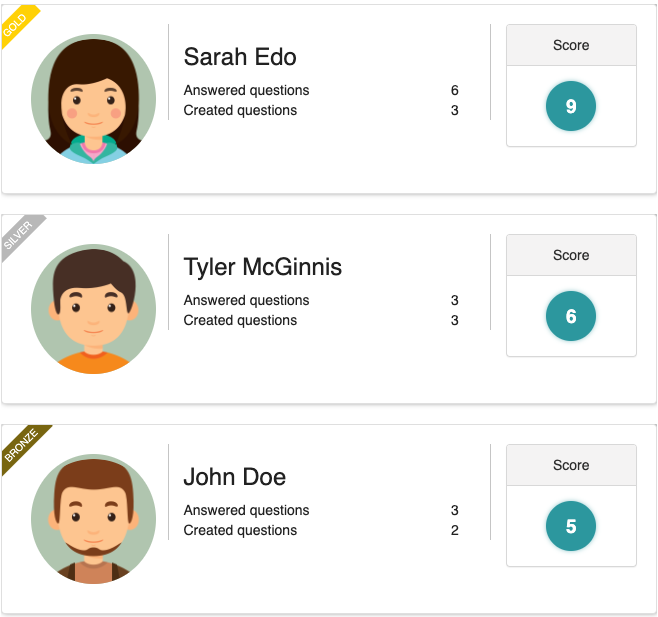 GOLD
Sarah Edo
Answered questions 6
Created questions 3
Score
9
SILVER
Tyler McGinnis
Answered questions 3
Created questions 3
Score
6
BRONZE
John Doe
Answered questions 3
Created questions 2
Score
5